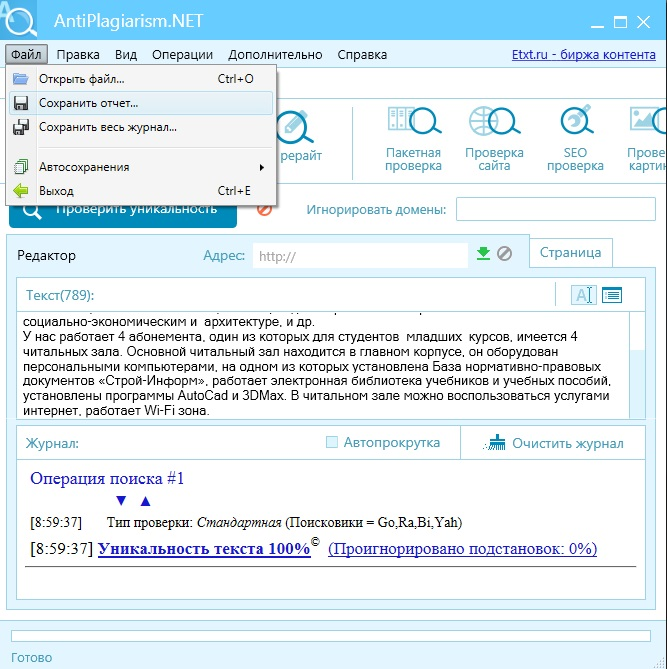 AntiPlagiarism.NET
Файл Правка Вид Операции Дополнительно Справка Etxt.ru - биржа контента
Открыть файл... Ctrl+O
Сохранить отчет...
Сохранить весь журнал...
Автосохранения
Выход Ctrl+E
рерайт
Пакетная проверка
Проверка сайта
SEO проверка
Прове
картин
Проверить уникальность Игнорировать домены:
Редактор Адрес: http:// Страница
Текст(789):
социально-экономическим и архитектуре, и др.
У нас работает 4 абонемента, один из которых для студентов младших курсов, имеется 4
читальных зала. Основной читальный зал находится в главном корпусе, он оборудован
персональными компьютерами, на одном из которых установлена База нормативно-правовых
документов «Строй-Информ», работает электронная библиотека учебников и учебных пособий,
установлены программы AutoCad и 3DMax. В читальном зале можно воспользоваться услугами
интернет, работает Wi-Fi зона.
Журнал: Автопрокрутка Очистить журнал
Операция поиска #1
[8:59:37] Тип проверки: Стандартная (Поисковики = Go,Ra,Bi,Yah)
[8:59:37] Уникальность текста 100%© (Проигнорировано подстановок: 0%)
Готово